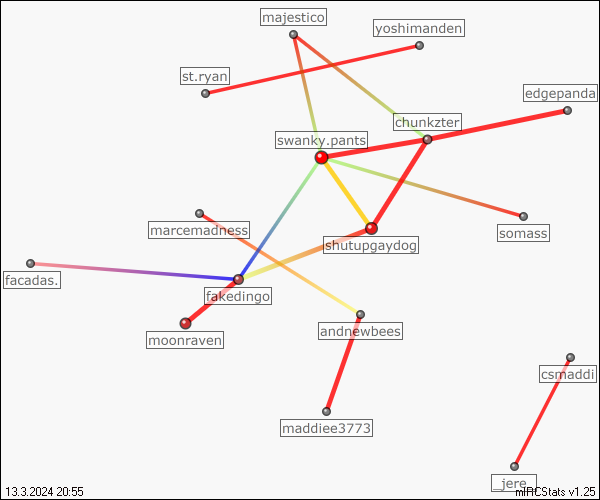 majestico
yoshimanden
st.ryan
edgepanda
chunkzter
swanky.pants
marcemadness
somass
shutupgaydog
facadas.
fakedingo
andnewbees
moonraven
csmaddi
maddiee3773
_jere_
13.3.2024 20:55
mIRCStats v1.25